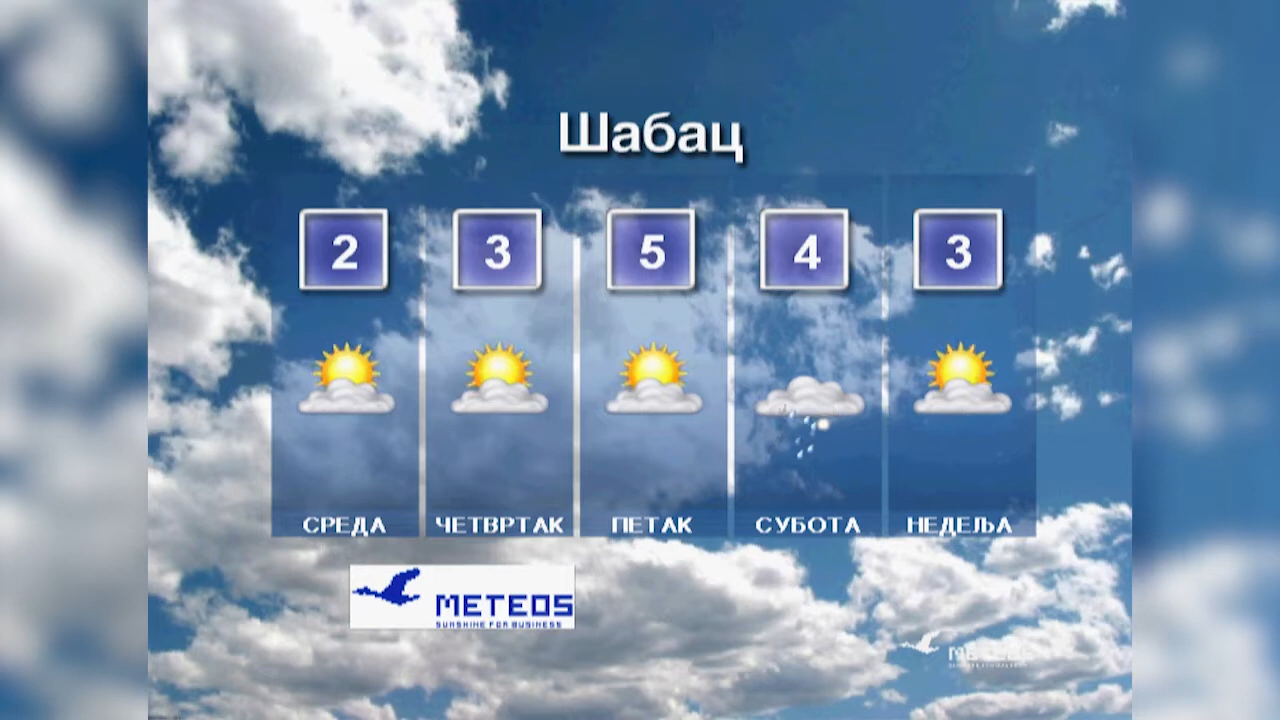 Шабац
2 3 5 4 3
СРЕДА ЧЕТВРТАК ПЕТАК СУБОТА НЕДЕЉА
METEOS
SUNSHINE FOR BUSINESS